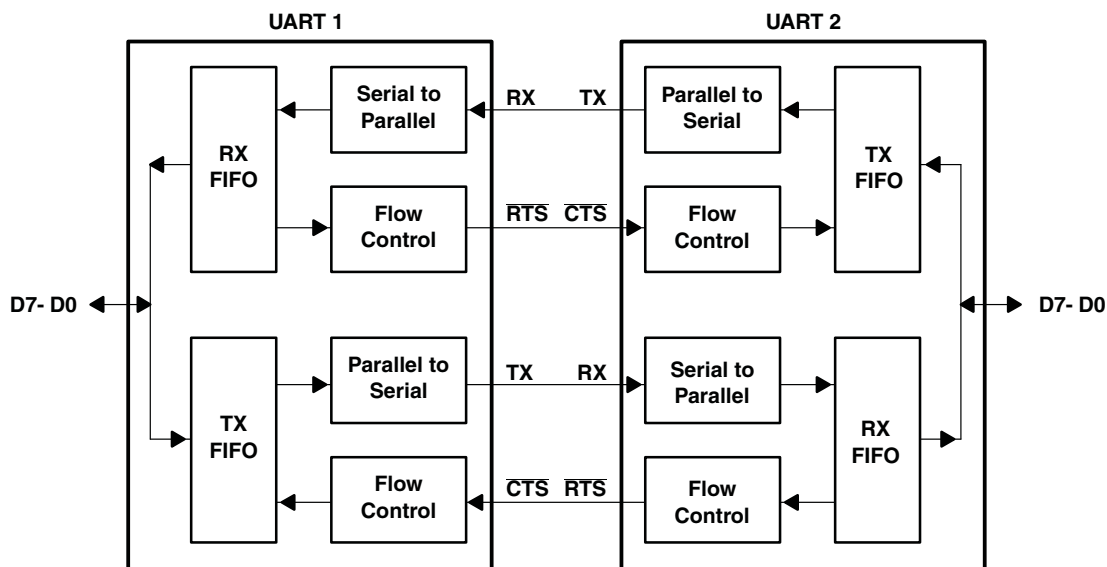 UART 1
UART 2
Serial to
Parallel
RX
TX
Parallel to
Serial
RX
FIFO
TX
FIFO
Flow
Control
RTS
CTS
Flow
Control
D7- D0
D7- D0
Parallel to
Serial
TX
RX
Serial to
Parallel
TX
FIFO
RX
FIFO
Flow
Control
CTS
RTS
Flow
Control